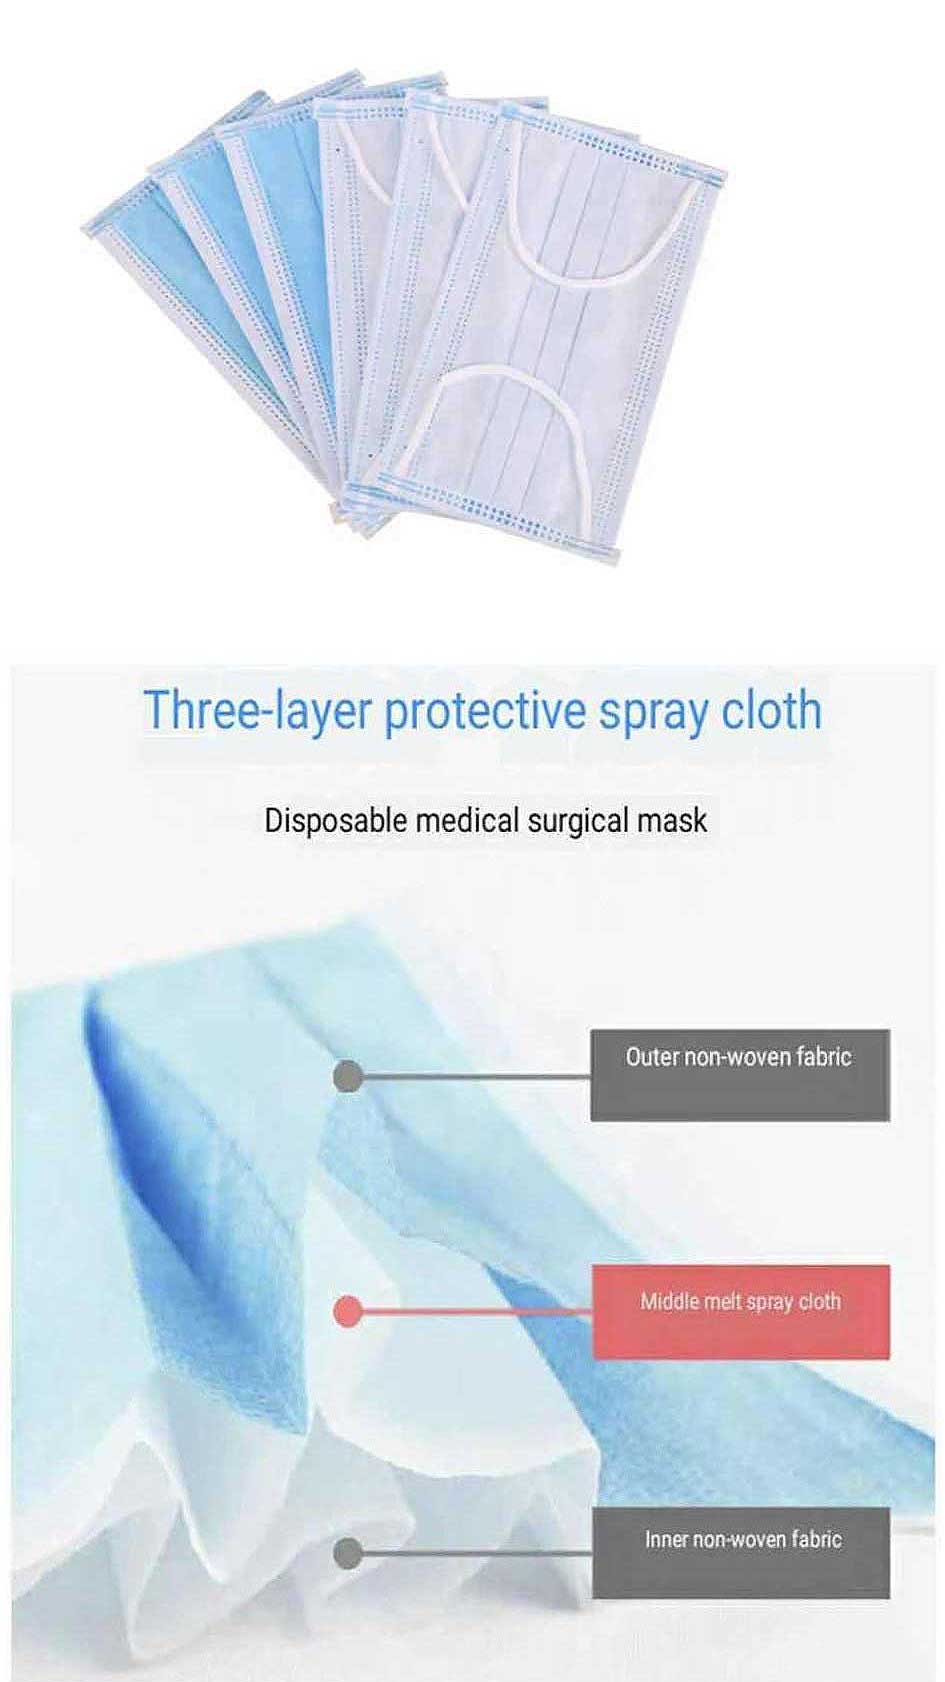 Three-layer protective spray cloth
Disposable medical surgical mask
Outer non-woven fabric
Middle melt spray cloth
Inner non-woven fabric